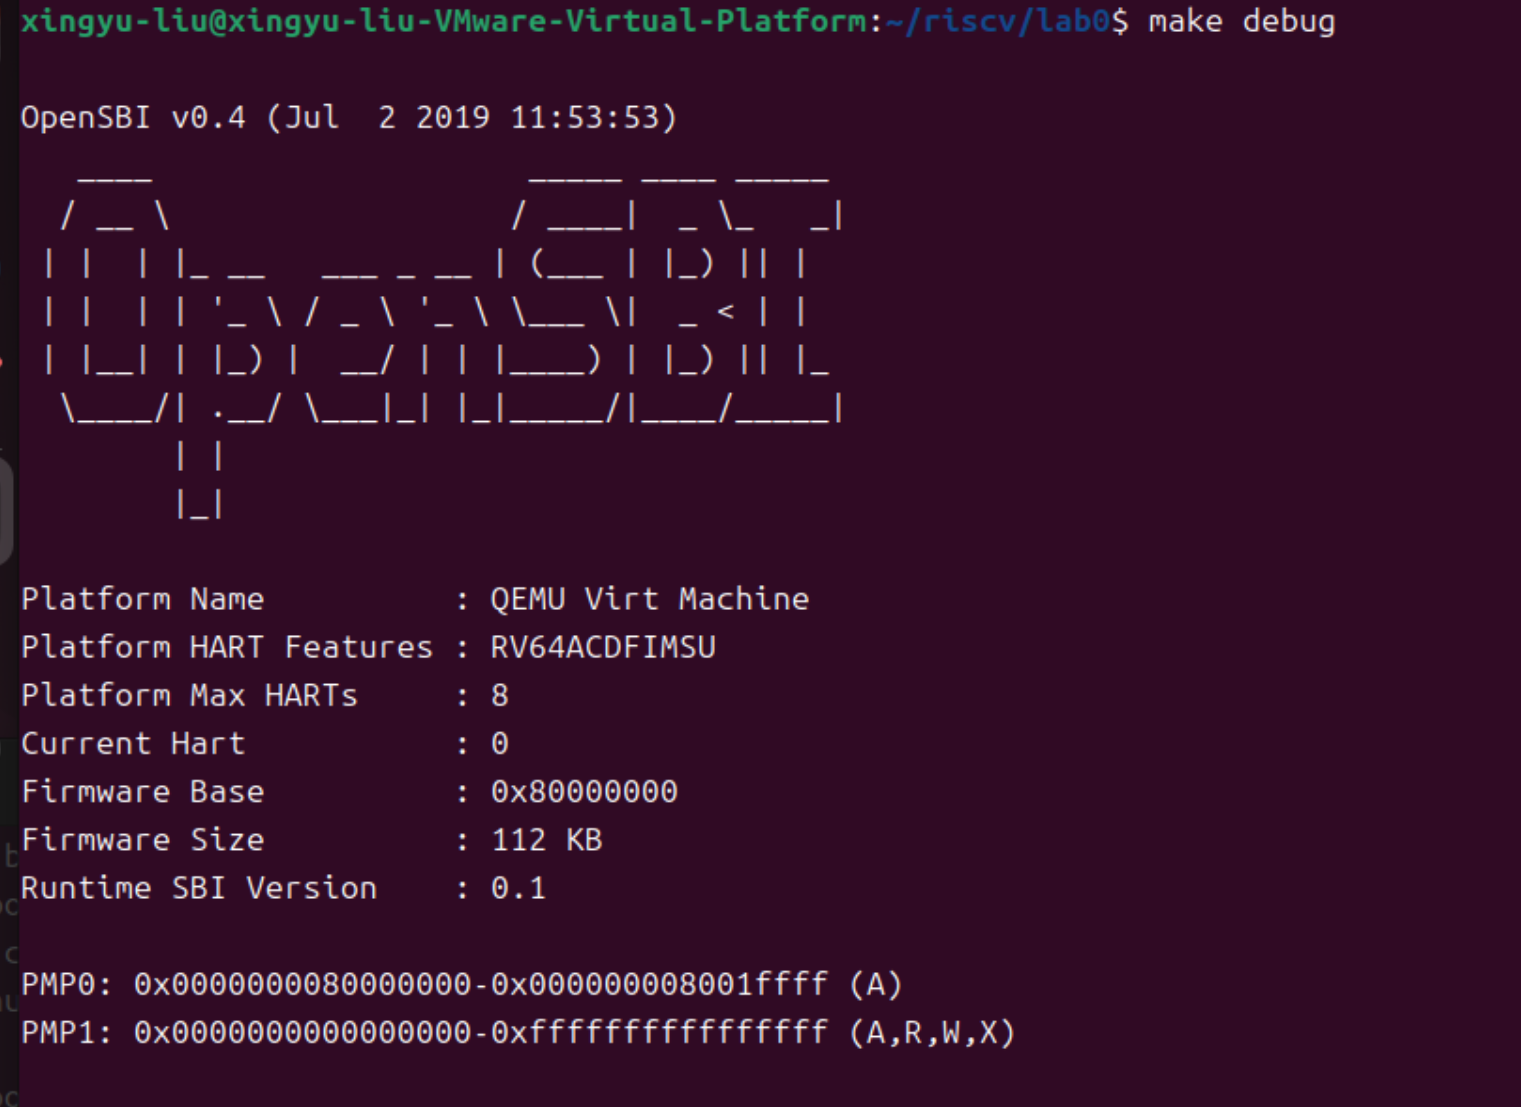 xingyu-liu@xingyu-liu-VMware-Virtual-Platform:~/riscv/lab0$ make debug
OpenSBI v0.4 (Jul  2 2019 11:53:53)
   ____                    _____ ____ _____
  / __ \                  / ____|  _ \_   _|
 | |  | |_ __   ___ _ __ | (___ | |_) || |
 | |  | | '_ \ / _ \ '_ \ \___ \|  _ < | |
 | |__| | |_) |  __/ | | |____) | |_) || |_
  \____/| .__/ \___|_| |_|_____/|____/_____|
        | |
        |_|
Platform Name          : QEMU Virt Machine
Platform HART Features : RV64ACDFIMSU
Platform Max HARTs     : 8
Current Hart           : 0
Firmware Base          : 0x80000000
Firmware Size          : 112 KB
Runtime SBI Version    : 0.1
PMP0: 0x0000000080000000-0x000000008001ffff (A)
PMP1: 0x0000000000000000-0xffffffffffffffff (A,R,W,X)